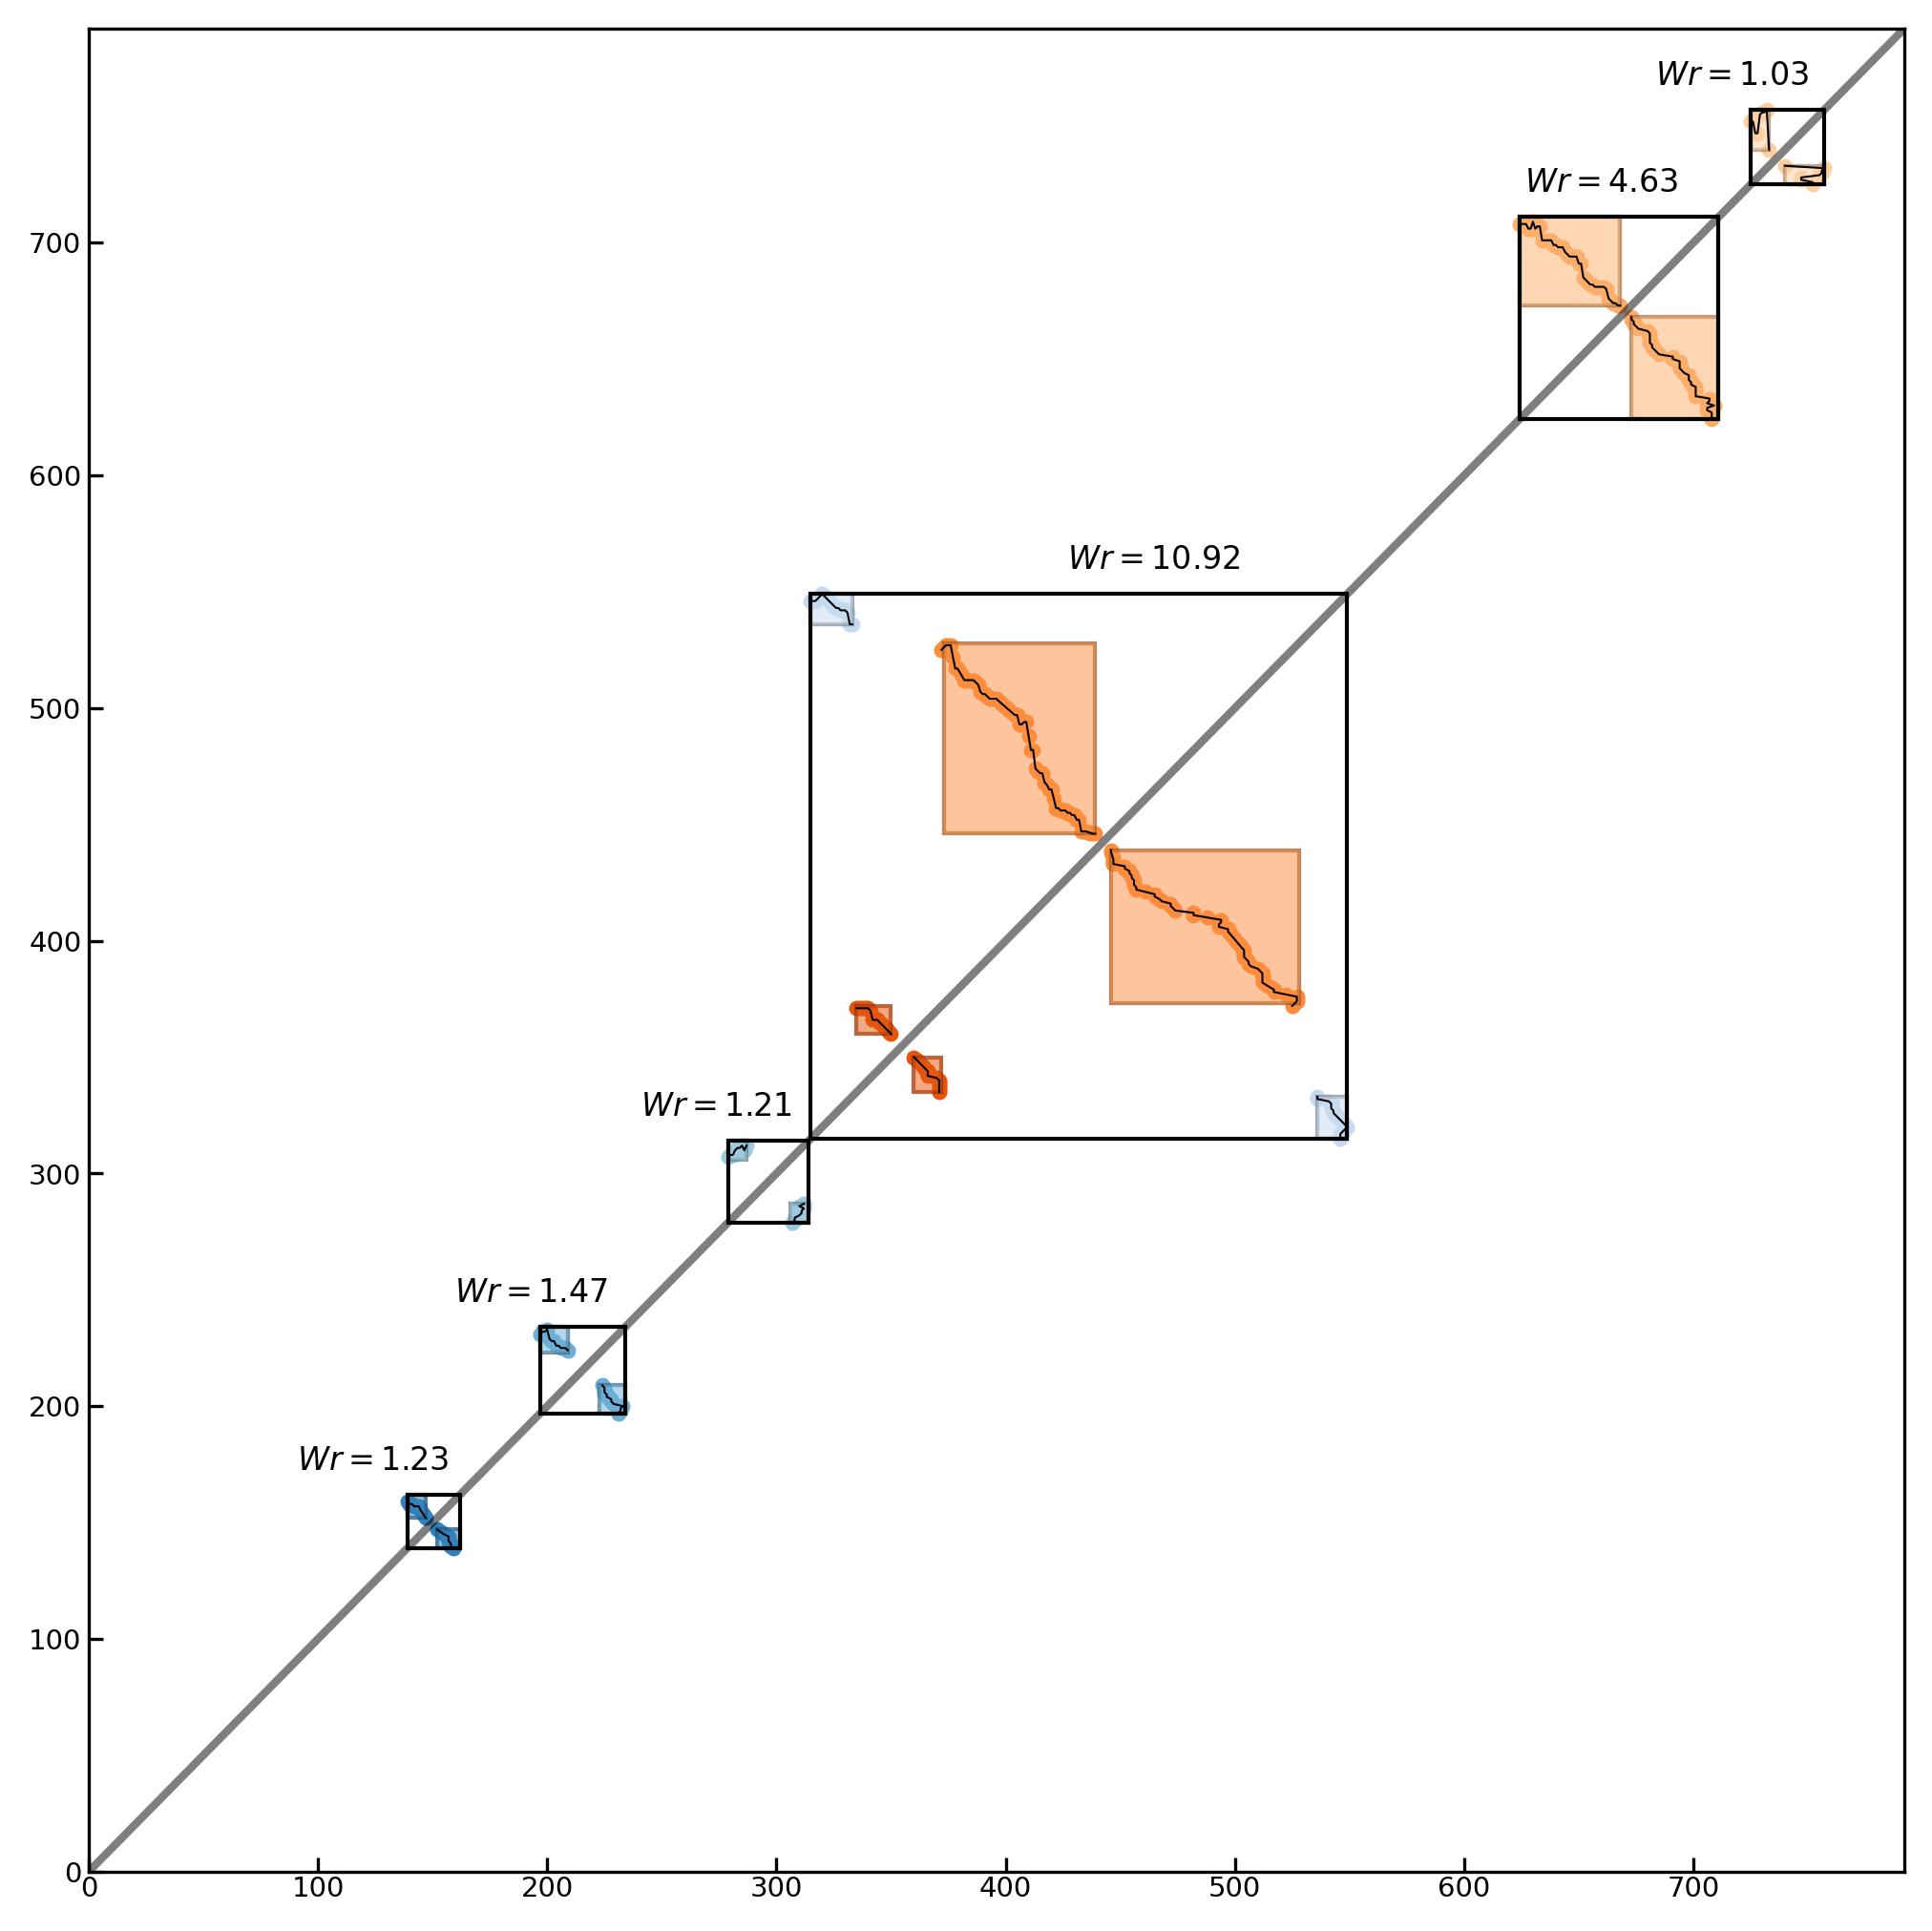 Wr = 1.03
Wr = 4.63
700
600
Wr = 10.92
500
400
Wr = 1.21
300
Wr = 1.47
200
Wr = 1.23
100
0
0 100 200 300 400 500 600 700